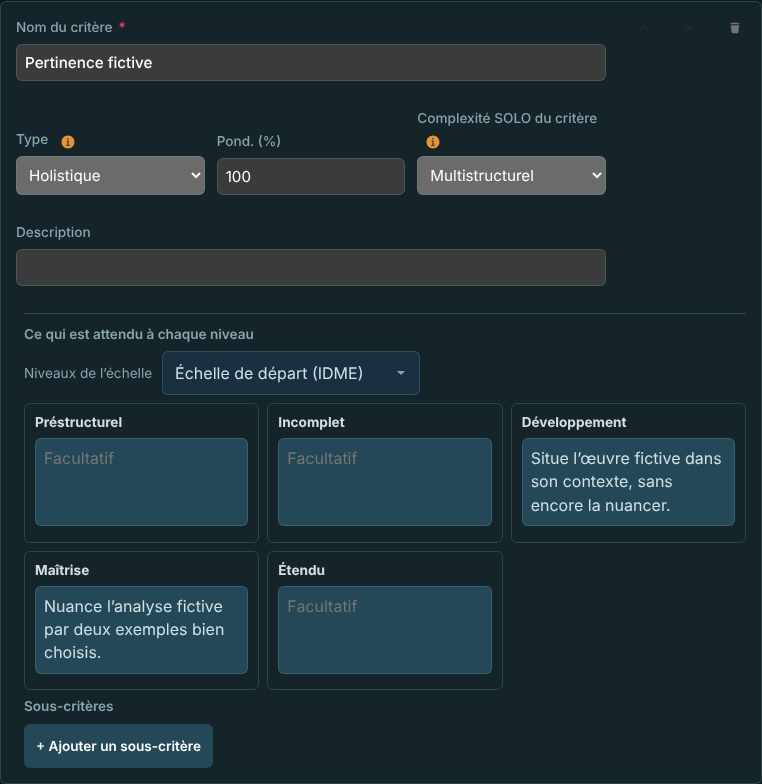 Nom du critère *
Pertinence fictive
Complexité SOLO du critère
Type
Pond. (%)
Holistique
100
Multistructurel
Description
Ce qui est attendu à chaque niveau
Niveaux de l’échelle
Échelle de départ (IDME)
Préstructurel
Facultatif
Incomplet
Facultatif
Développement
Situe l’œuvre fictive dans
son contexte, sans
encore la nuancer.
Maîtrise
Nuance l’analyse fictive
par deux exemples bien
choisis.
Étendu
Facultatif
Sous-critères
+ Ajouter un sous-critère